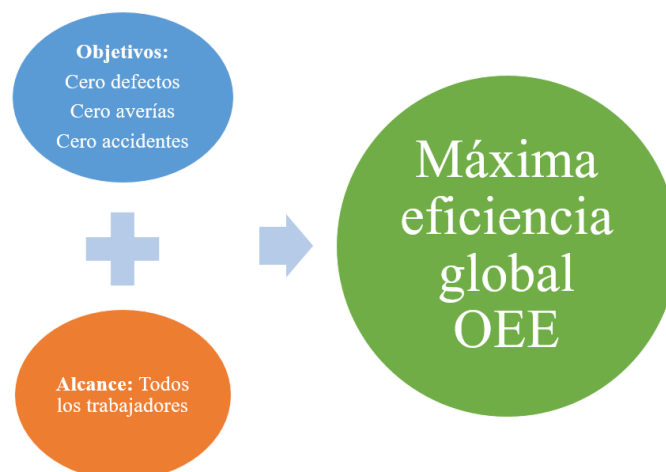 Objetivos:
Cero defectos
Cero averías
Cero accidentes
Alcance: Todos
los trabajadores
Máxima
eficiencia
global
OEE